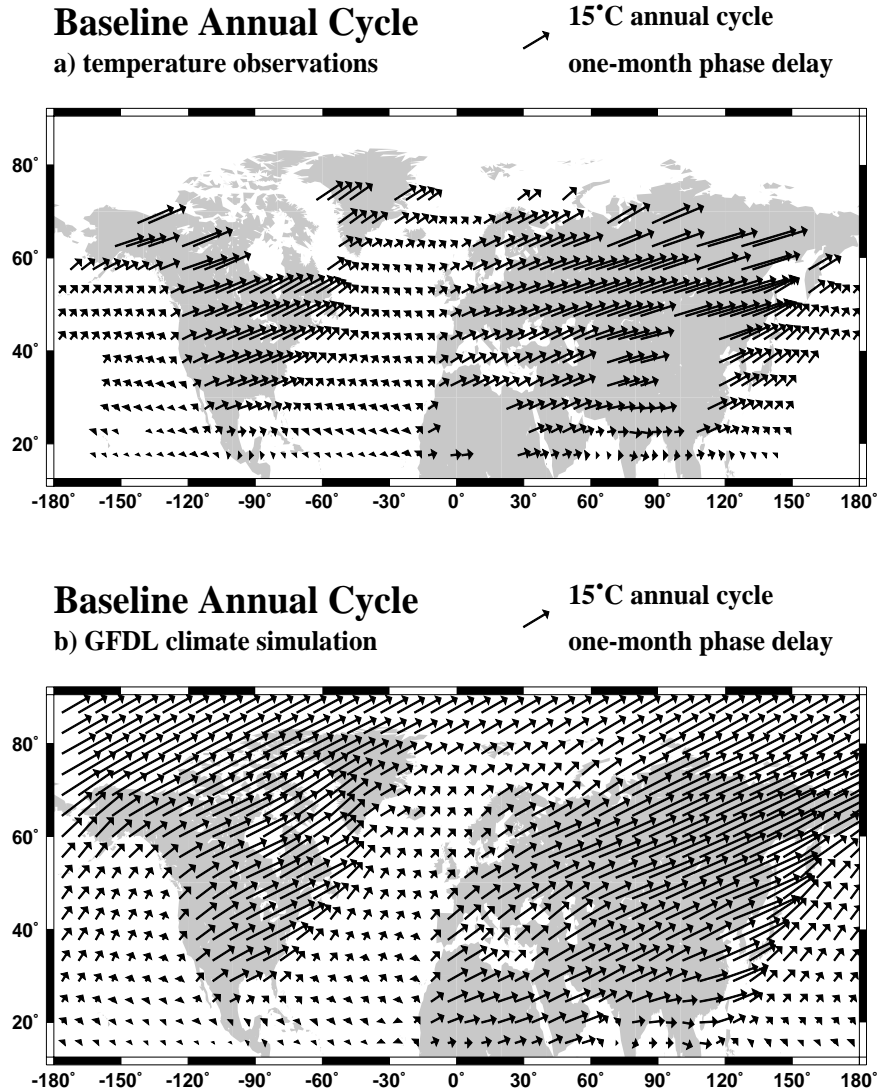 Baseline Annual Cycle
15°C annual cycle
a) temperature observations
one-month phase delay
80°
60°
40°
20°
-180° -150° -120° -90° -60° -30° 0° 30° 60° 90° 120° 150° 180°
Baseline Annual Cycle
15°C annual cycle
b) GFDL climate simulation
one-month phase delay
80°
60°
40°
20°
-180° -150° -120° -90° -60° -30° 0° 30° 60° 90° 120° 150° 180°